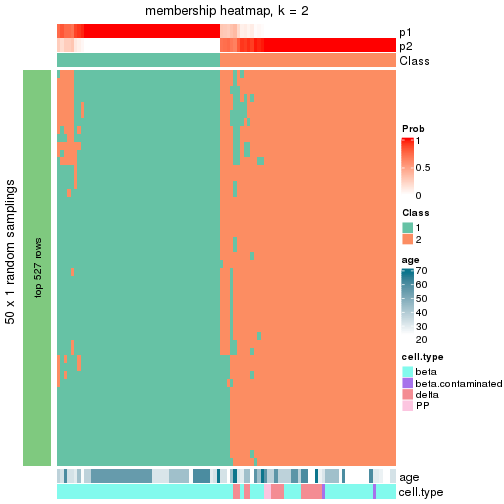 membership heatmap, k = 2
p1
p2
Class
50 x 1 random samplings
top 527 rows
Prob
1
0.5
0
Class
1
2
age
70
60
50
40
30
20
cell.type
beta
beta.contaminated
delta
PP
age
cell.type